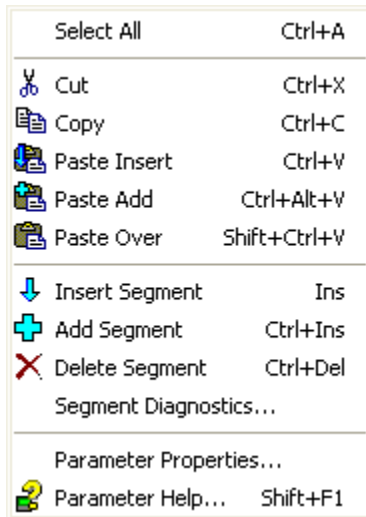 Select All Ctrl+A
Cut Ctrl+X
Copy Ctrl+C
Paste Insert Ctrl+V
Paste Add Ctrl+Alt+V
Paste Over Shift+Ctrl+V
Insert Segment Ins
Add Segment Ctrl+Ins
Delete Segment Ctrl+Del
Segment Diagnostics...
Parameter Properties...
Parameter Help... Shift+F1